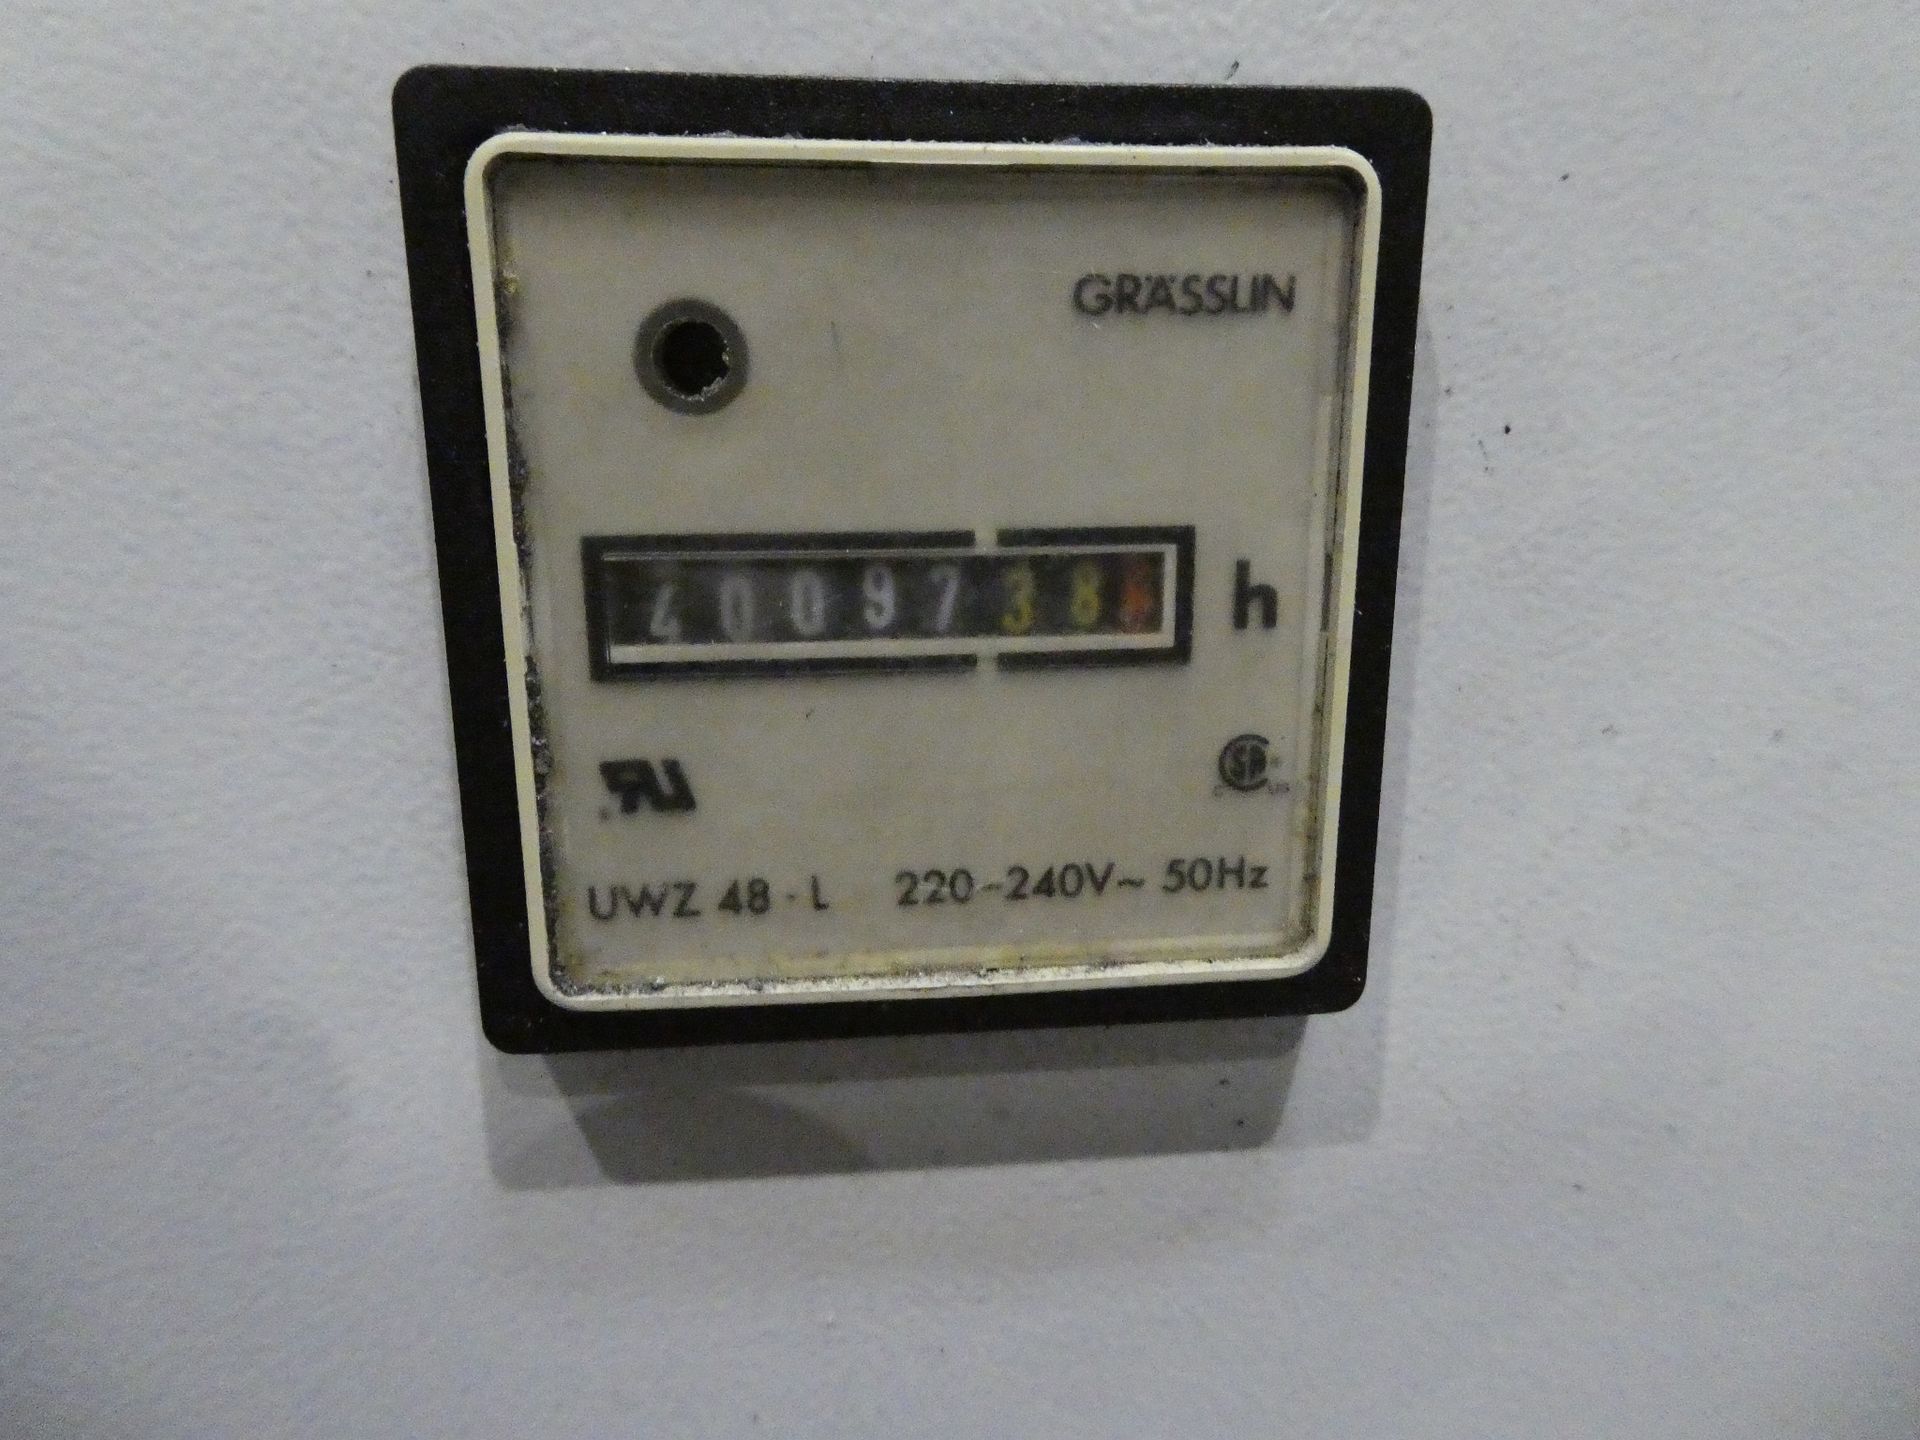 GRÄSSLIN
4009738 h
UWZ 48 · L 220–240V~ 50Hz